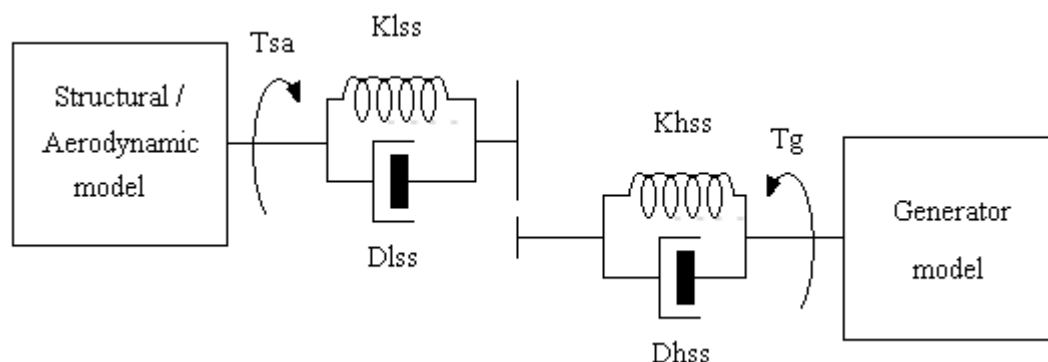 Klss
Tsa
Structural /
Aerodynamic
model
Dlss
Khss
Tg
Generator
model
Dhss